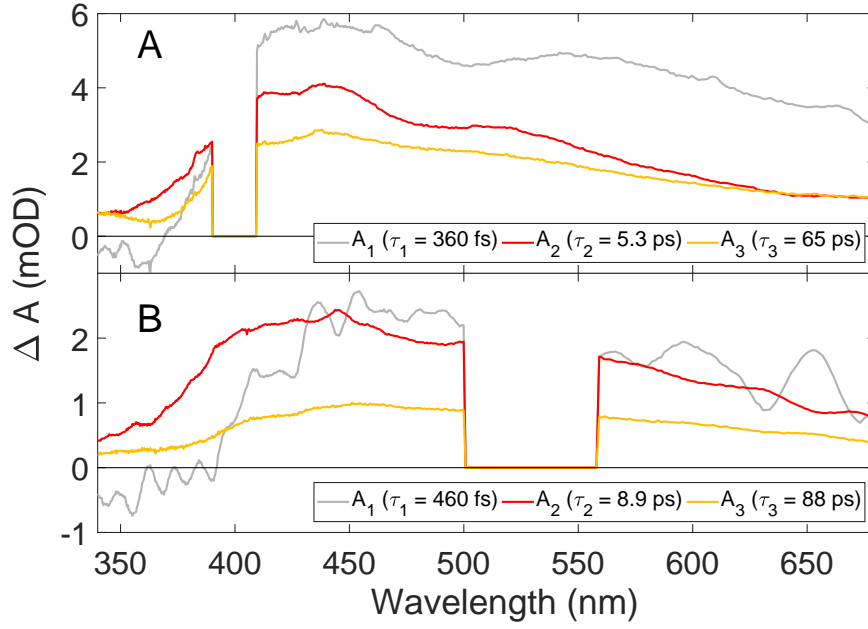 6
A
4
2
0
A₁ (τ₁ = 360 fs) A₂ (τ₂ = 5.3 ps) A₃ (τ₃ = 65 ps)
Δ A (mOD)
B
2
1
0
A₁ (τ₁ = 460 fs) A₂ (τ₂ = 8.9 ps) A₃ (τ₃ = 88 ps)
-1
350 400 450 500 550 600 650
Wavelength (nm)